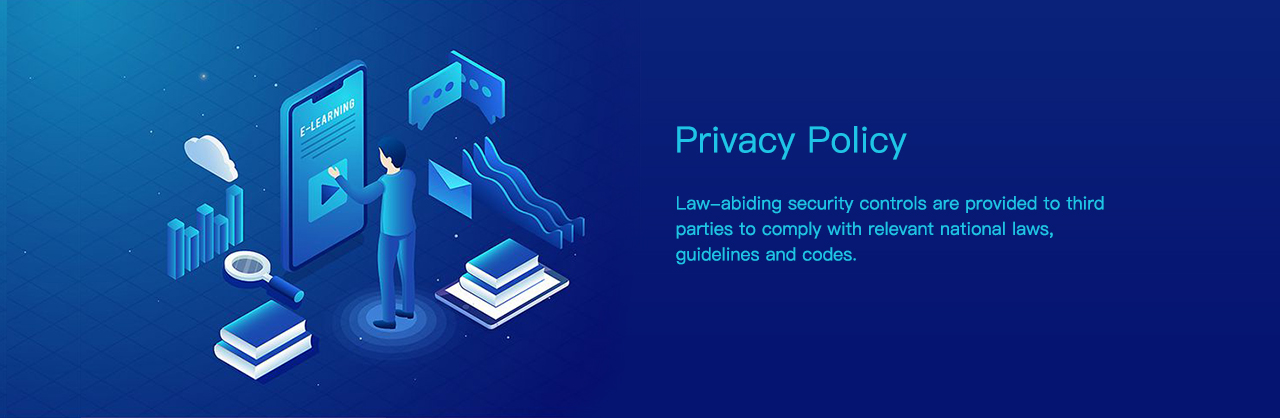 E-LEARNING
Privacy Policy
Law-abiding security controls are provided to third
parties to comply with relevant national laws,
guidelines and codes.